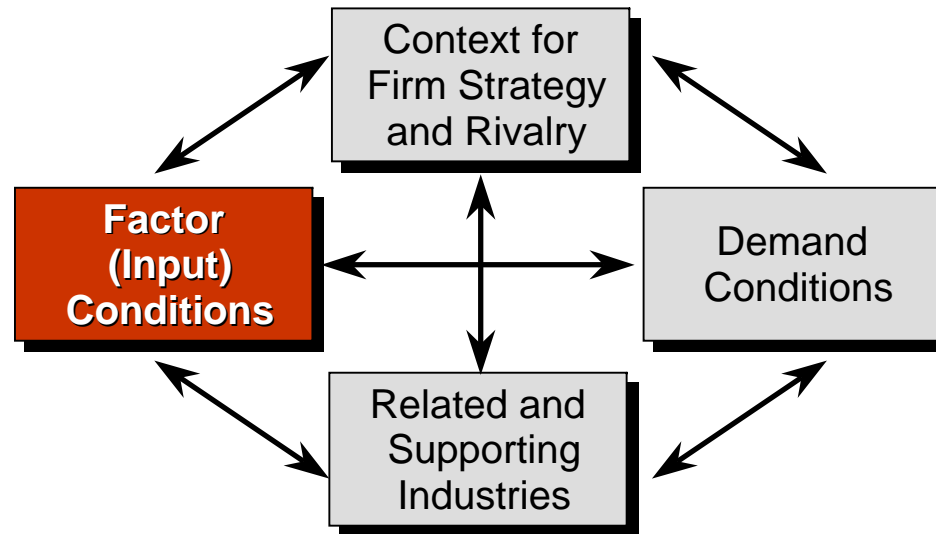 Context for
Firm Strategy
and Rivalry
Factor
(Input)
Conditions
Demand
Conditions
Related and
Supporting
Industries